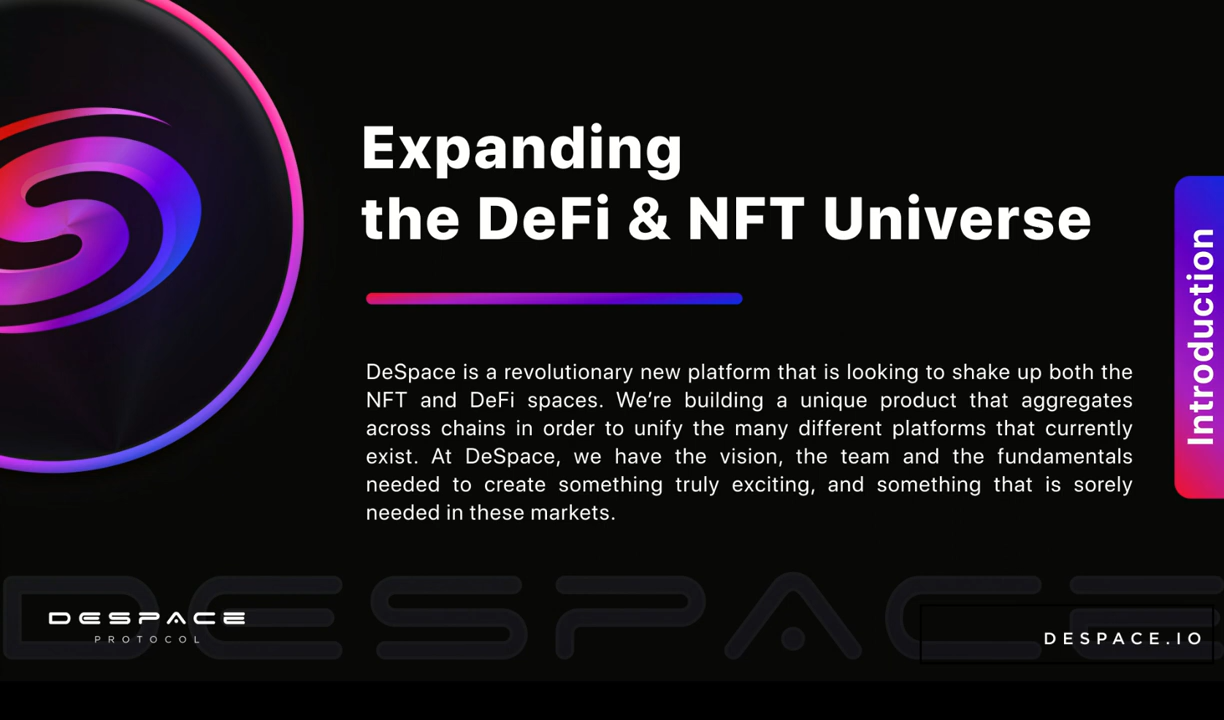 Expanding
the DeFi & NFT Universe
DeSpace is a revolutionary new platform that is looking to shake up both the
NFT and DeFi spaces. We’re building a unique product that aggregates
across chains in order to unify the many different platforms that currently
exist. At DeSpace, we have the vision, the team and the fundamentals
needed to create something truly exciting, and something that is sorely
needed in these markets.
Introduction
DESPACE
DESPACE
PROTOCOL
DESPACE.IO